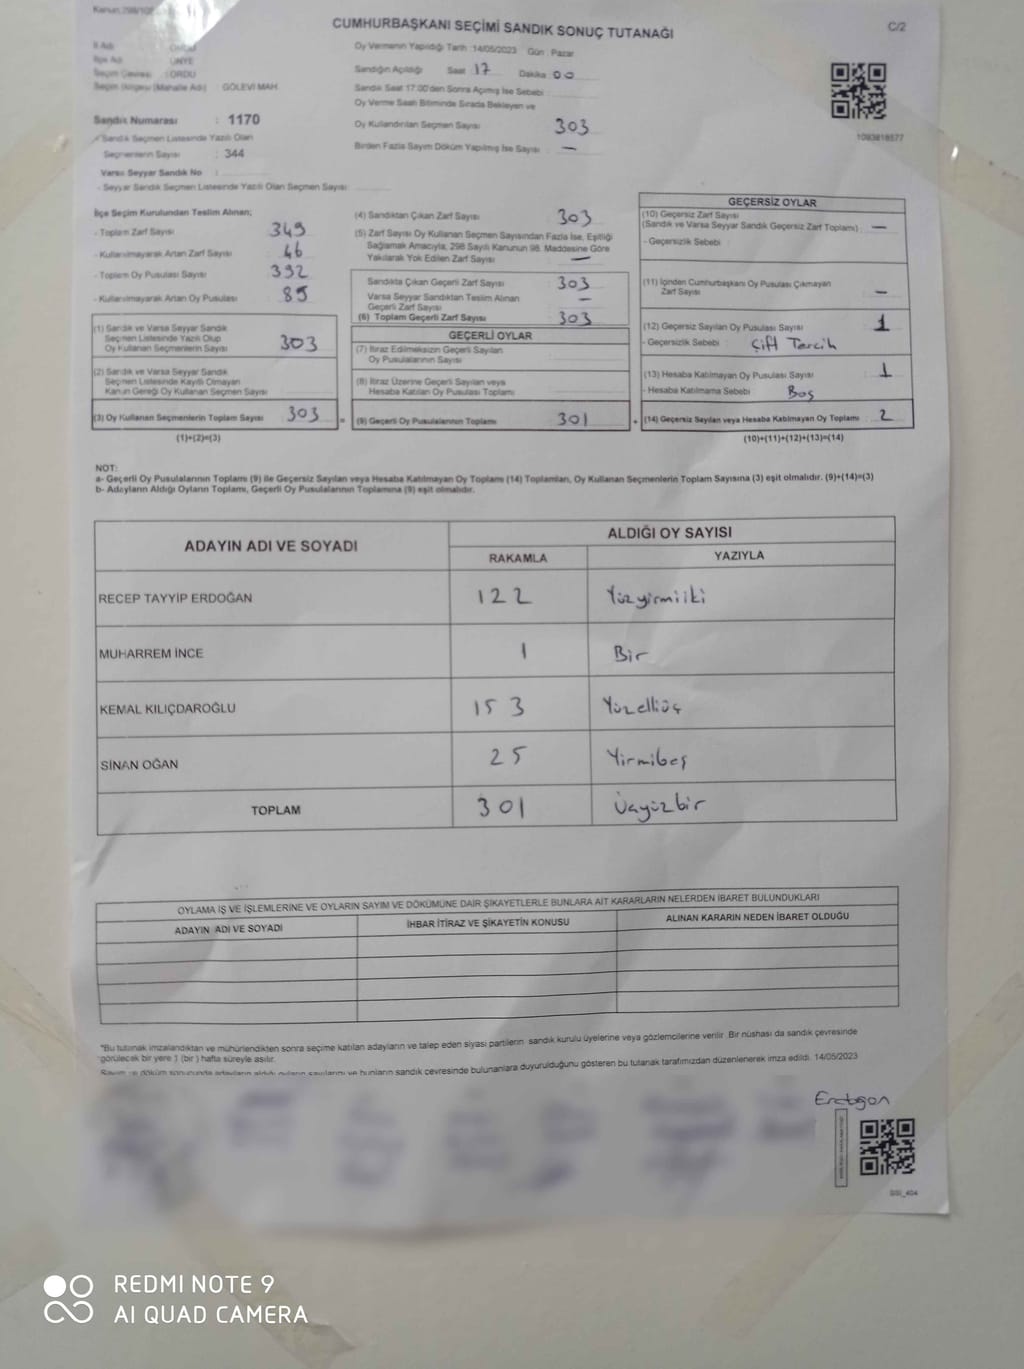 Kanun:298/105
CUMHURBAŞKANI SEÇİMİ SANDIK SONUÇ TUTANAĞI
C/2
İl Adı : ORDU
İlçe Adı : ÜNYE
Seçim Çevresi : ORDU
Seçim Bölgesi (Mahalle Adı) : GÖLEVİ MAH.
Sandık Numarası : 1170
- Sandık Seçmen Listesinde Yazılı Olan
Seçmenlerin Sayısı : 344
Varsa Seyyar Sandık No :
- Seyyar Sandık Seçmen Listesinde Yazılı Olan Seçmen Sayısı:
Oy Vermenin Yapıldığı Tarih :14/05/2023 Gün : Pazar
Sandığın Açıldığı Saat 17 Dakika 00
Sandık Saat 17:00'den Sonra Açılmış İse Sebebi :
Oy Verme Saati Bitiminde Sırada Bekleyen ve
Oy Kullandırılan Seçmen Sayısı : 303
Birden Fazla Sayım Döküm Yapılmış İse Sayısı : —
1093818577
İlçe Seçim Kurulundan Teslim Alınan;
- Toplam Zarf Sayısı : 349
- Kullanılmayarak Artan Zarf Sayısı : 46
- Toplam Oy Pusulası Sayısı : 392
- Kullanılmayarak Artan Oy Pusulası : 89
(1) Sandık ve Varsa Seyyar Sandık
Seçmen Listesinde Yazılı Olup
Oy Kullanan Seçmenlerin Sayısı : 303
(2) Sandık ve Varsa Seyyar Sandık
Seçmen Listesinde Kayıtlı Olmayan
Kanun Gereği Oy Kullanan Seçmen Sayısı :
(3) Oy Kullanan Seçmenlerin Toplam Sayısı : 303
(1)+(2)=(3)
(4) Sandıktan Çıkan Zarf Sayısı : 303
(5) Zarf Sayısı Oy Kullanan Seçmen Sayısından Fazla İse, Eşitliği
Sağlamak Amacıyla, 298 Sayılı Kanunun 98. Maddesine Göre
Yakılarak Yok Edilen Zarf Sayısı : —
Sandıkta Çıkan Geçerli Zarf Sayısı : 303
Varsa Seyyar Sandıktan Teslim Alınan
Geçerli Zarf Sayısı : —
(6) Toplam Geçerli Zarf Sayısı : 303
GEÇERLİ OYLAR
(7) İtiraz Edilmeksizin Geçerli Sayılan
Oy Pusulalarının Sayısı :
(8) İtiraz Üzerine Geçerli Sayılan veya
Hesaba Katılan Oy Pusulası Toplamı :
= (9) Geçerli Oy Pusulalarının Toplamı : 301 +
GEÇERSİZ OYLAR
(10) Geçersiz Zarf Sayısı
(Sandık ve Varsa Seyyar Sandık Geçersiz Zarf Toplamı) : —
- Geçersizlik Sebebi :
(11) İçinden Cumhurbaşkanı Oy Pusulası Çıkmayan
Zarf Sayısı : —
(12) Geçersiz Sayılan Oy Pusulası Sayısı : 1
- Geçersizlik Sebebi : Çift Tercih
(13) Hesaba Katılmayan Oy Pusulası Sayısı : 1
- Hesaba Katılmama Sebebi : Boş
(14) Geçersiz Sayılan veya Hesaba Katılmayan Oy Toplamı : 2
(10)+(11)+(12)+(13)=(14)
NOT:
a- Geçerli Oy Pusulalarının Toplamı (9) ile Geçersiz Sayılan veya Hesaba Katılmayan Oy Toplamı (14) Toplamları, Oy Kullanan Seçmenlerin Toplam Sayısına (3) eşit olmalıdır. (9)+(14)=(3)
b- Adayların Aldığı Oyların Toplamı, Geçerli Oy Pusulalarının Toplamına (9) eşit olmalıdır.
ADAYIN ADI VE SOYADI
ALDIĞI OY SAYISI
RAKAMLA YAZIYLA
RECEP TAYYİP ERDOĞAN 122 Yüzyirmiiki
MUHARREM İNCE 1 Bir
KEMAL KILIÇDAROĞLU 153 Yüzelliüç
SİNAN OĞAN 25 Yirmibeş
TOPLAM 301 Üçyüzbir
OYLAMA İŞ VE İŞLEMLERİNE VE OYLARIN SAYIM VE DÖKÜMÜNE DAİR ŞİKAYETLERLE BUNLARA AİT KARARLARIN NELERDEN İBARET BULUNDUKLARI
ADAYIN ADI VE SOYADI İHBAR İTİRAZ VE ŞİKAYETİN KONUSU ALINAN KARARIN NEDEN İBARET OLDUĞU
"Bu tutanak imzalandıktan ve mühürlendikten sonra seçime katılan adayların ve talep eden siyasi partilerin sandık kurulu üyelerine veya gözlemcilerine verilir. Bir nüshası da sandık çevresinde
görülecek bir yere 1 (bir) hafta süreyle asılır.
Sayım ve döküm sonucunda adayların aldığı oyların sayılarını ve bunların sandık çevresinde bulunanlara duyurulduğunu gösteren bu tutanak tarafımızdan düzenlenerek imza edildi. 14/05/2023
SSI_404
REDMI NOTE 9
AI QUAD CAMERA